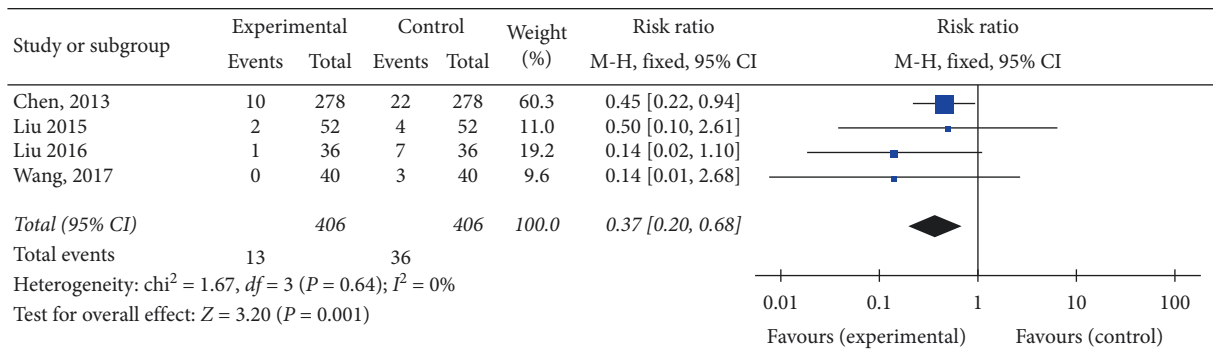 Study or subgroup Experimental Control Weight (%) Risk ratio Risk ratio
Events Total Events Total M-H, fixed, 95% CI M-H, fixed, 95% CI
Chen, 2013 10 278 22 278 60.3 0.45 [0.22, 0.94]
Liu 2015 2 52 4 52 11.0 0.50 [0.10, 2.61]
Liu 2016 1 36 7 36 19.2 0.14 [0.02, 1.10]
Wang, 2017 0 40 3 40 9.6 0.14 [0.01, 2.68]
Total (95% CI) 406 406 100.0 0.37 [0.20, 0.68]
Total events 13 36
Heterogeneity: chi² = 1.67, df = 3 (P = 0.64); I² = 0%
Test for overall effect: Z = 3.20 (P = 0.001)
0.01 0.1 1 10 100
Favours (experimental) Favours (control)